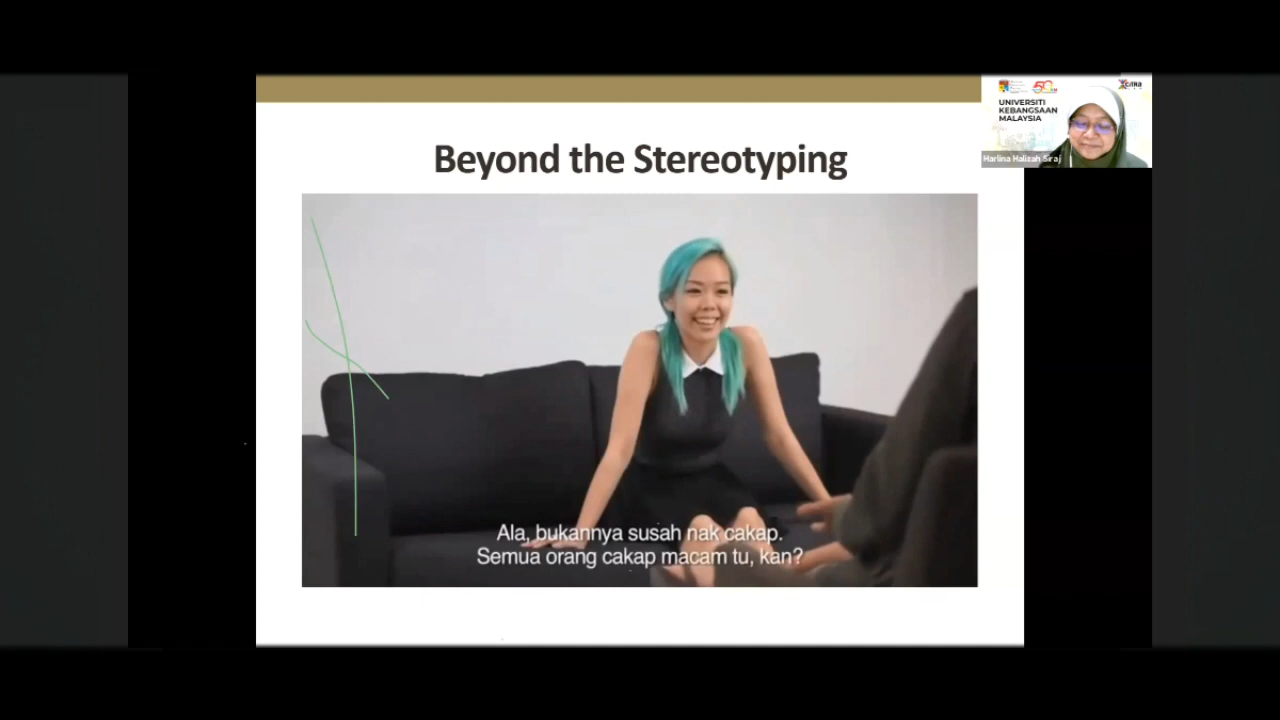 Beyond the Stereotyping
UNIVERSITI
KEBANGSAAN
MALAYSIA
Harlina Halizah Siraj
Ala, bukannya susah nak cakap.
Semua orang cakap macam tu, kan?